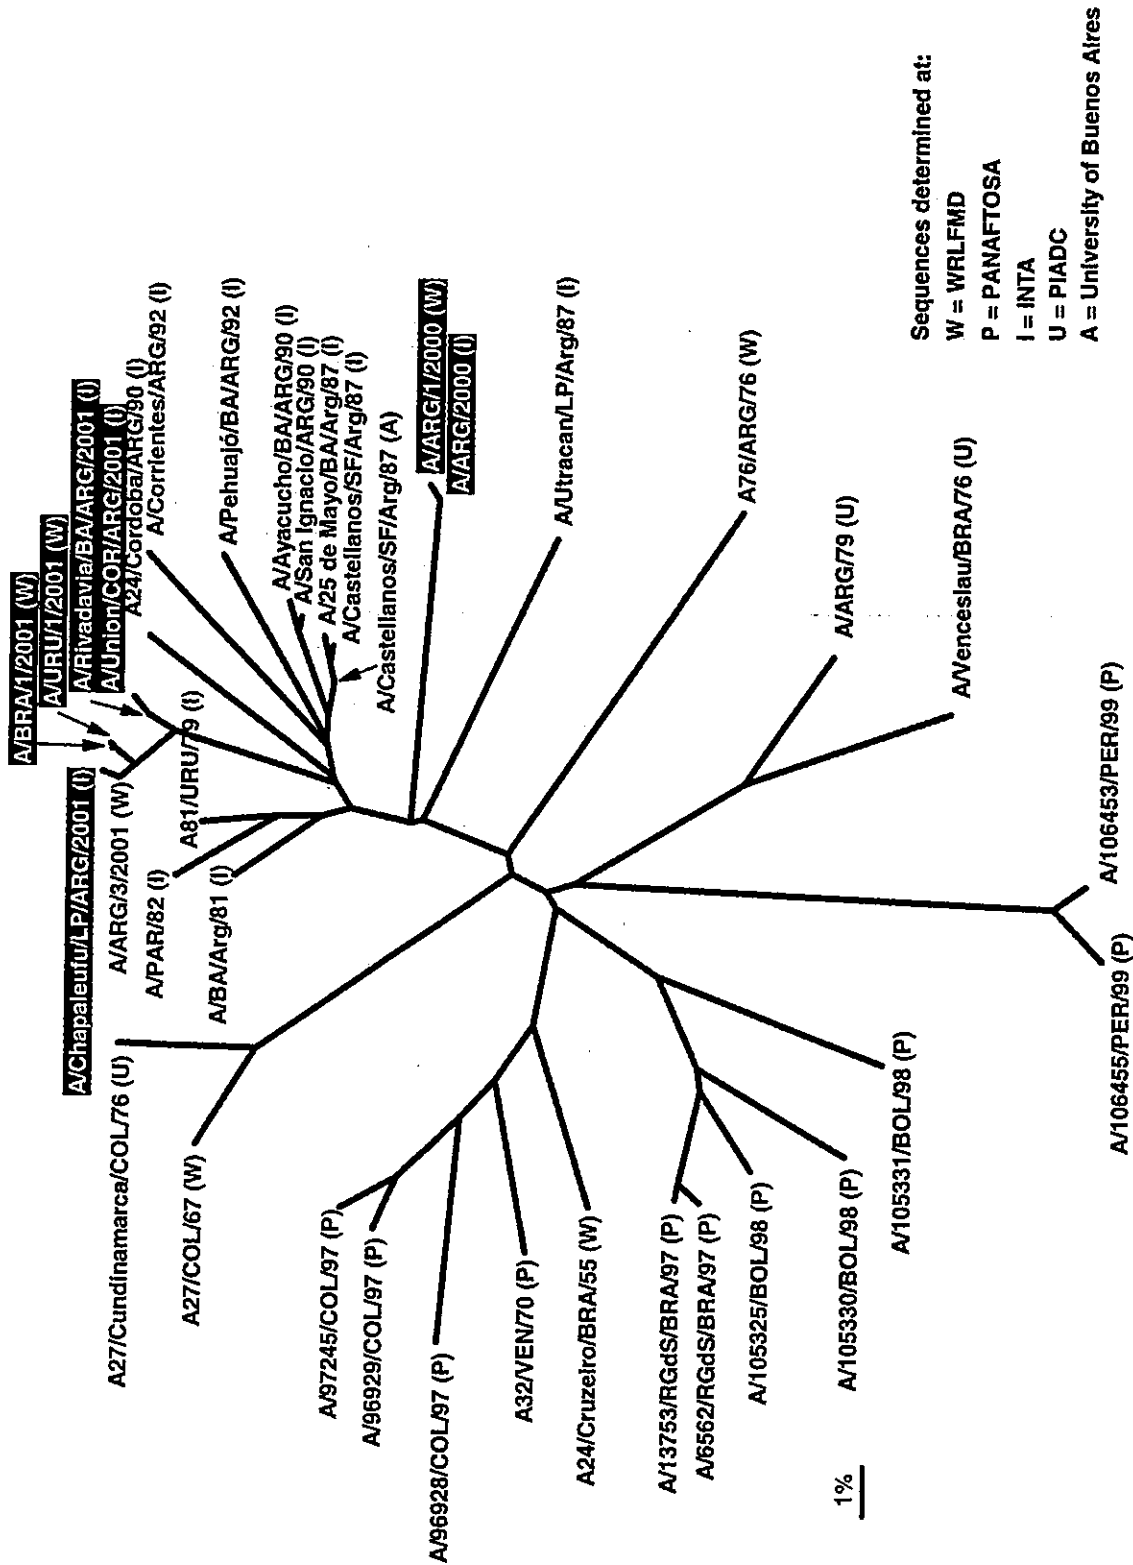 A/BRA/1/2001 (W)
A/URU/1/2001 (W)
A/Rivadavia/BA/ARG/2001 (I)
A/Union/COR/ARG/2001 (I)
A24/Cordoba/ARG/90 (I)
A/Corrientes/ARG/92 (I)
A/Pehuajó/BA/ARG/92 (I)
A/Ayacucho/BA/ARG/90 (I)
A/San Ignacio/ARG/90 (I)
A/25 de Mayo/BA/Arg/87 (I)
A/Castellanos/SF/Arg/87 (I)
A/Castellanos/SF/Arg/87 (A)
A/ARG/1/2000 (W)
A/ARG/2000 (I)
A/Utracan/LP/Arg/87 (I)
A76/ARG/76 (W)
A/ARG/79 (U)
A/Venceslau/BRA/76 (U)
A/106453/PER/99 (P)
A/106455/PER/99 (P)
A/Chapaleufu/LP/ARG/2001 (I)
A/ARG/3/2001 (W)
A81/URU/79 (I)
A/PAR/82 (I)
A/BA/Arg/81 (I)
A27/Cundinamarca/COL/76 (U)
A27/COL/67 (W)
A/97245/COL/97 (P)
A/96929/COL/97 (P)
A/96928/COL/97 (P)
A32/VEN/70 (P)
A24/Cruzeiro/BRA/55 (W)
A/13753/RGdS/BRA/97 (P)
A/6562/RGdS/BRA/97 (P)
A/105325/BOL/98 (P)
A/105330/BOL/98 (P)
A/105331/BOL/98 (P)
1%
Sequences determined at:
W = WRLFMD
P = PANAFTOSA
I = INTA
U = PIADC
A = University of Buenos Aires